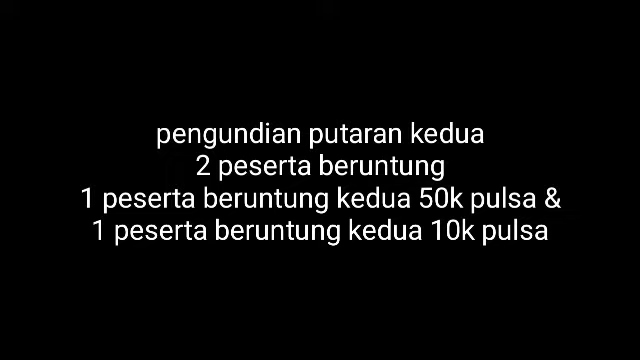 pengundian putaran kedua
2 peserta beruntung
1 peserta beruntung kedua 50k pulsa &
1 peserta beruntung kedua 10k pulsa